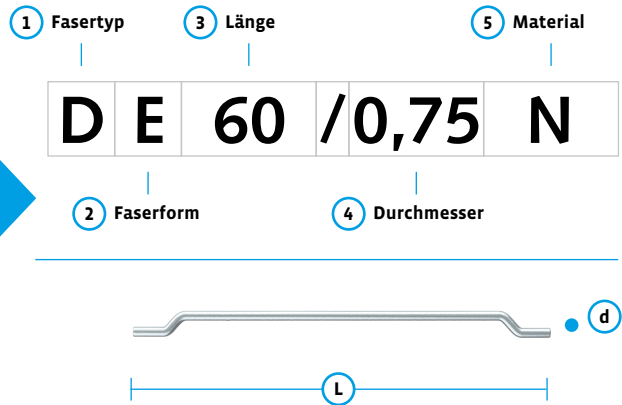 1 Fasertyp 3 Länge 5 Material
D E 60 /0,75 N
2 Faserform 4 Durchmesser
d
L